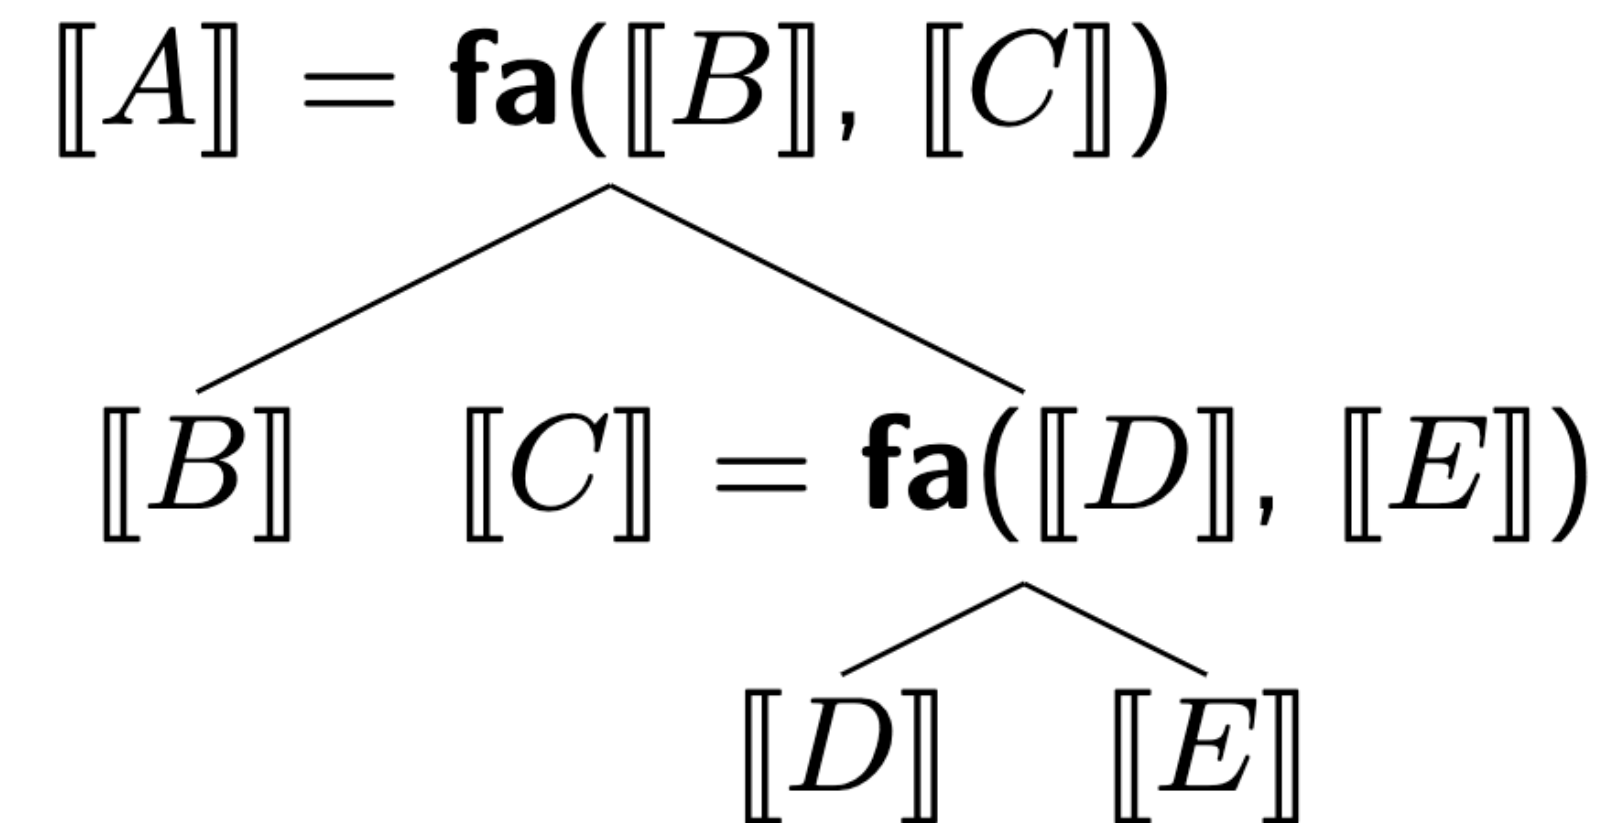 ⟦A⟧ = fa(⟦B⟧, ⟦C⟧)
⟦B⟧ ⟦C⟧ = fa(⟦D⟧, ⟦E⟧)
⟦D⟧ ⟦E⟧